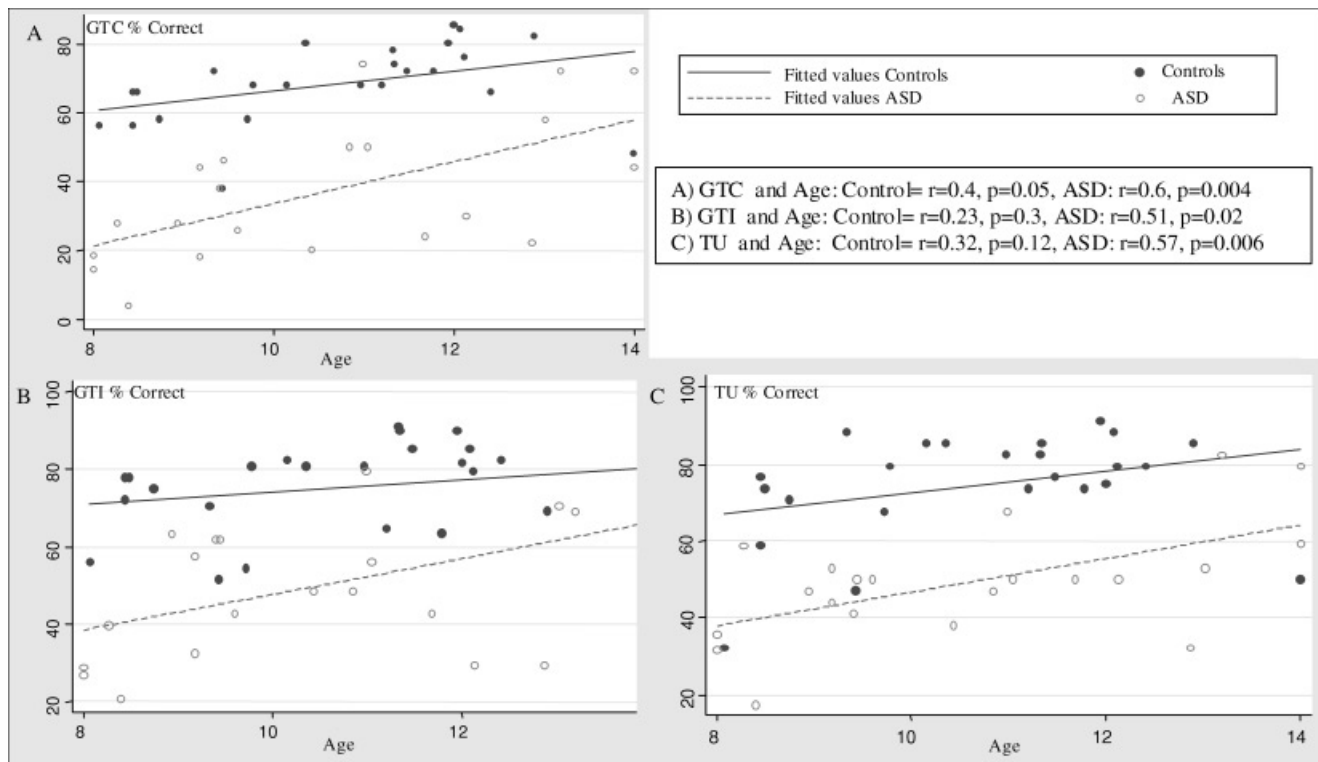 A
GTC % Correct
80
60
40
20
0
8
10
12
14
Age
Fitted values Controls
Controls
Fitted values ASD
ASD
A) GTC and Age: Control= r=0.4, p=0.05, ASD: r=0.6, p=0.004
B) GTI and Age: Control= r=0.23, p=0.3, ASD: r=0.51, p=0.02
C) TU and Age: Control= r=0.32, p=0.12, ASD: r=0.57, p=0.006
B
GTI % Correct
100
80
60
40
20
8
10
12
Age
C
TU % Correct
100
80
60
40
20
8
10
12
14
Age